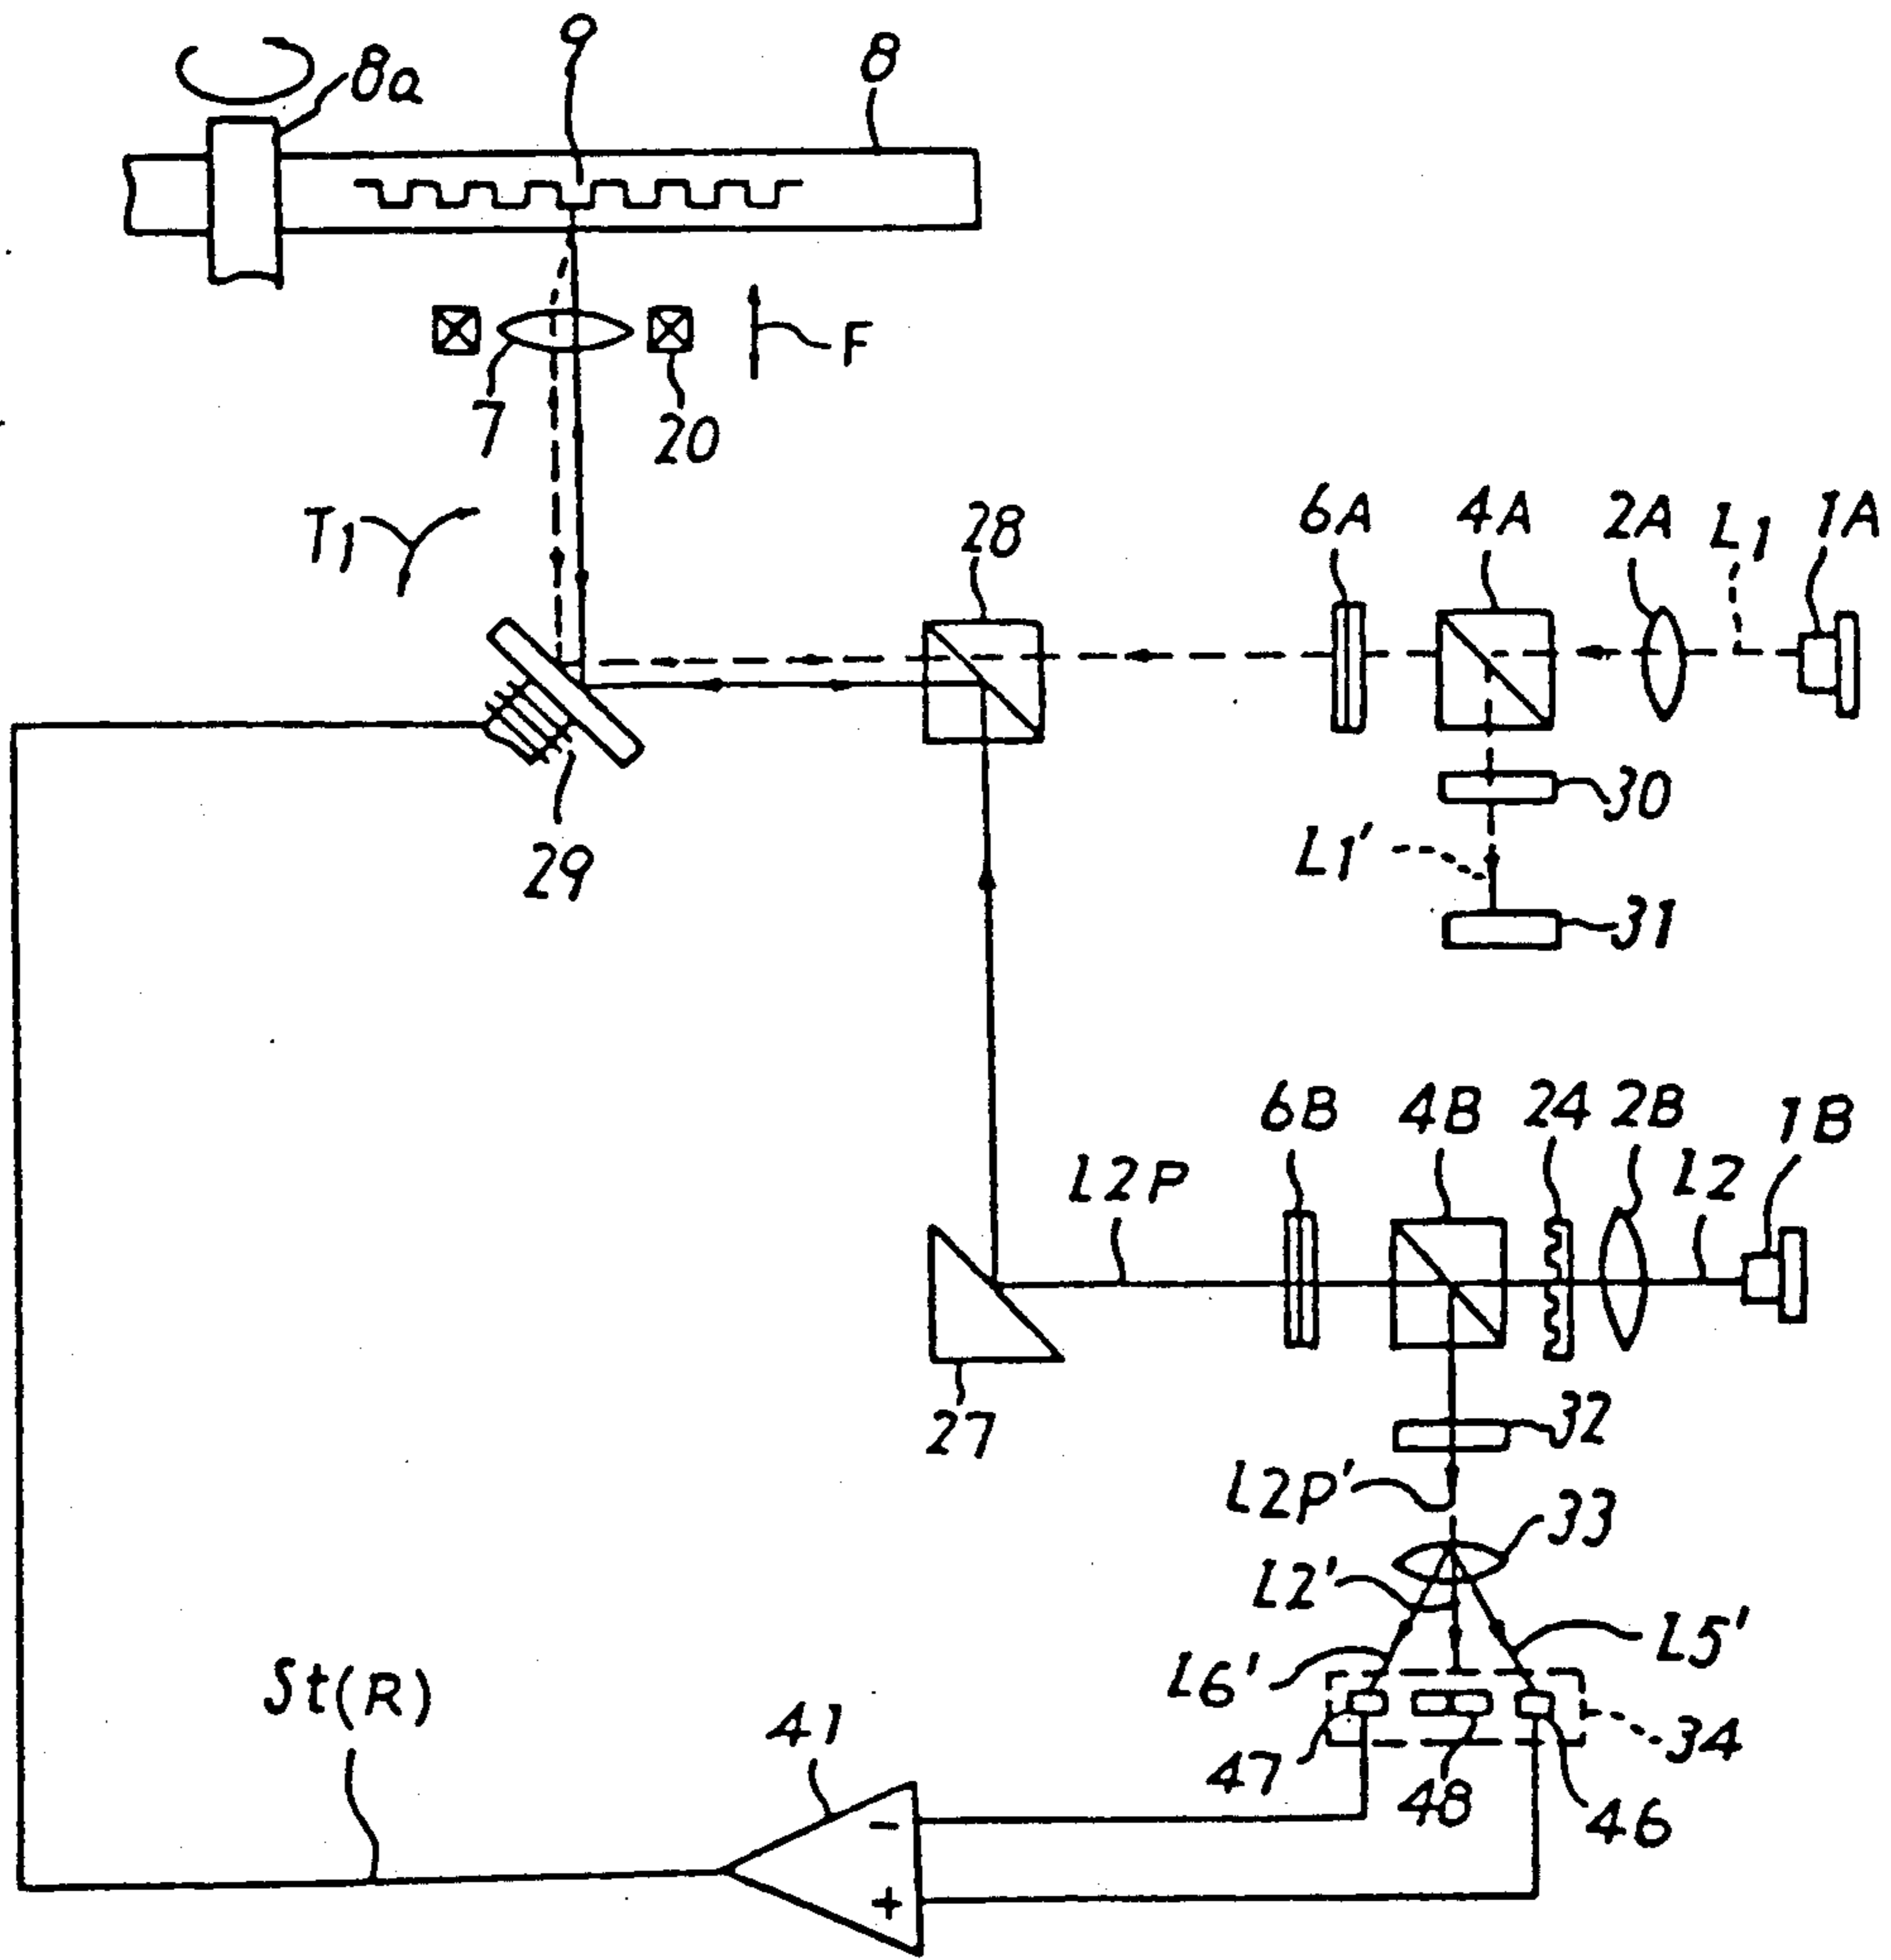 9
8
8a
F
7
20
T1
28
6A
4A
2A
L1
1A
30
L1'
29
31
6B
4B
24
2B
L2
1B
L2P
27
32
L2P'
33
L2'
L5'
L6'
St(R)
41
34
47
48
46
-
+